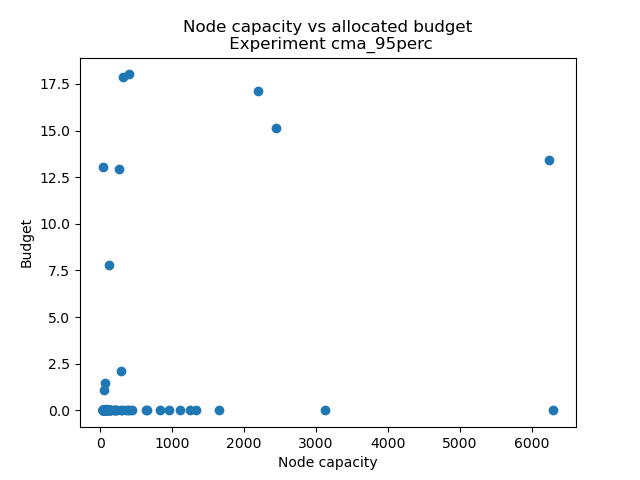 Node capacity vs allocated budget
Experiment cma_95perc
17.5
15.0
12.5
10.0
7.5
5.0
2.5
0.0
Budget
0 1000 2000 3000 4000 5000 6000
Node capacity